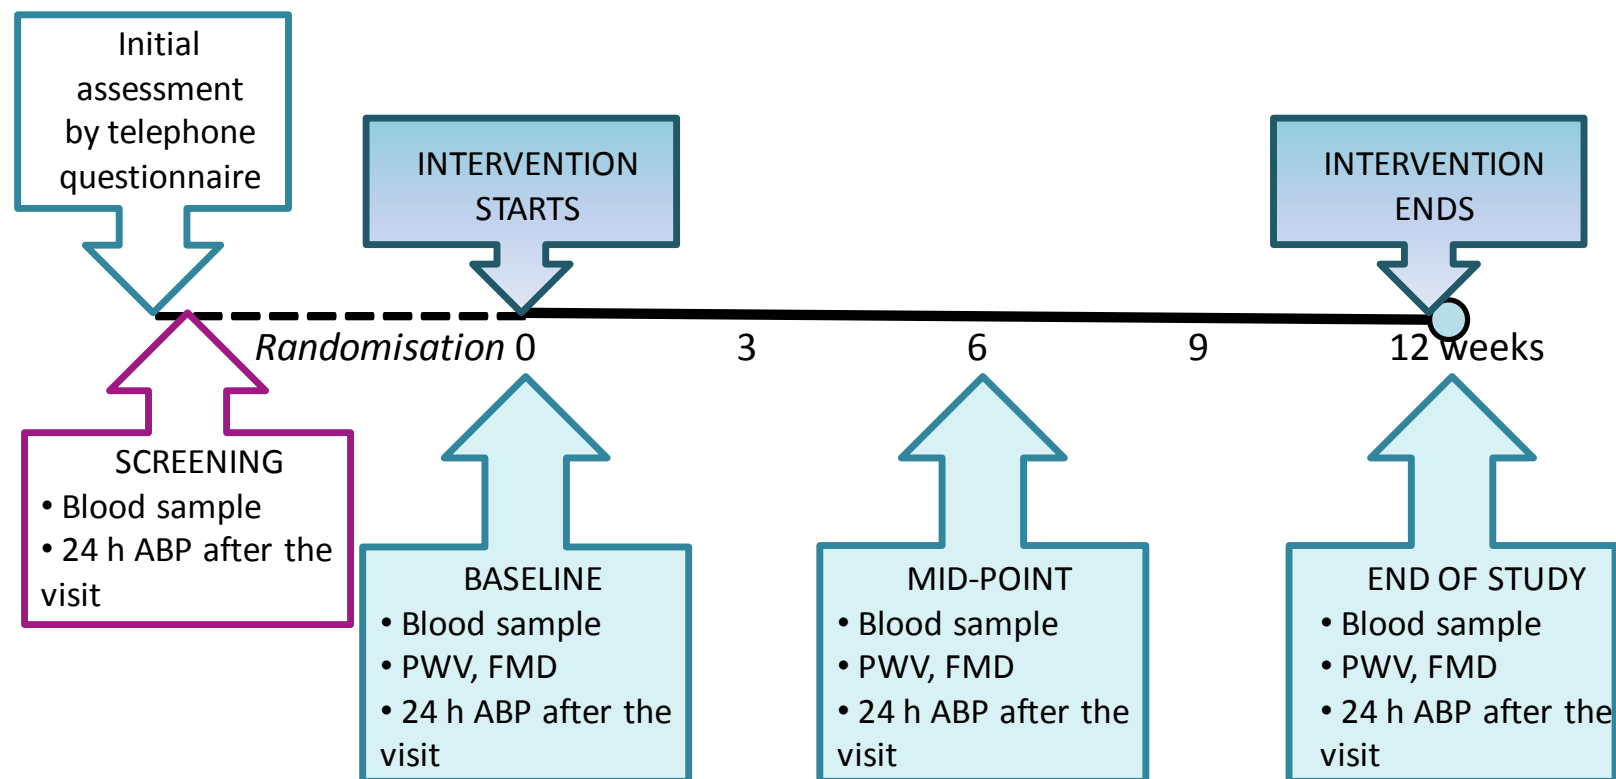 Initial
assessment
by telephone
questionnaire
INTERVENTION
STARTS
INTERVENTION
ENDS
Randomisation 0 3 6 9 12 weeks
SCREENING
• Blood sample
• 24 h ABP after the
visit
BASELINE
• Blood sample
• PWV, FMD
• 24 h ABP after the
visit
MID-POINT
• Blood sample
• PWV, FMD
• 24 h ABP after the
visit
END OF STUDY
• Blood sample
• PWV, FMD
• 24 h ABP after the
visit